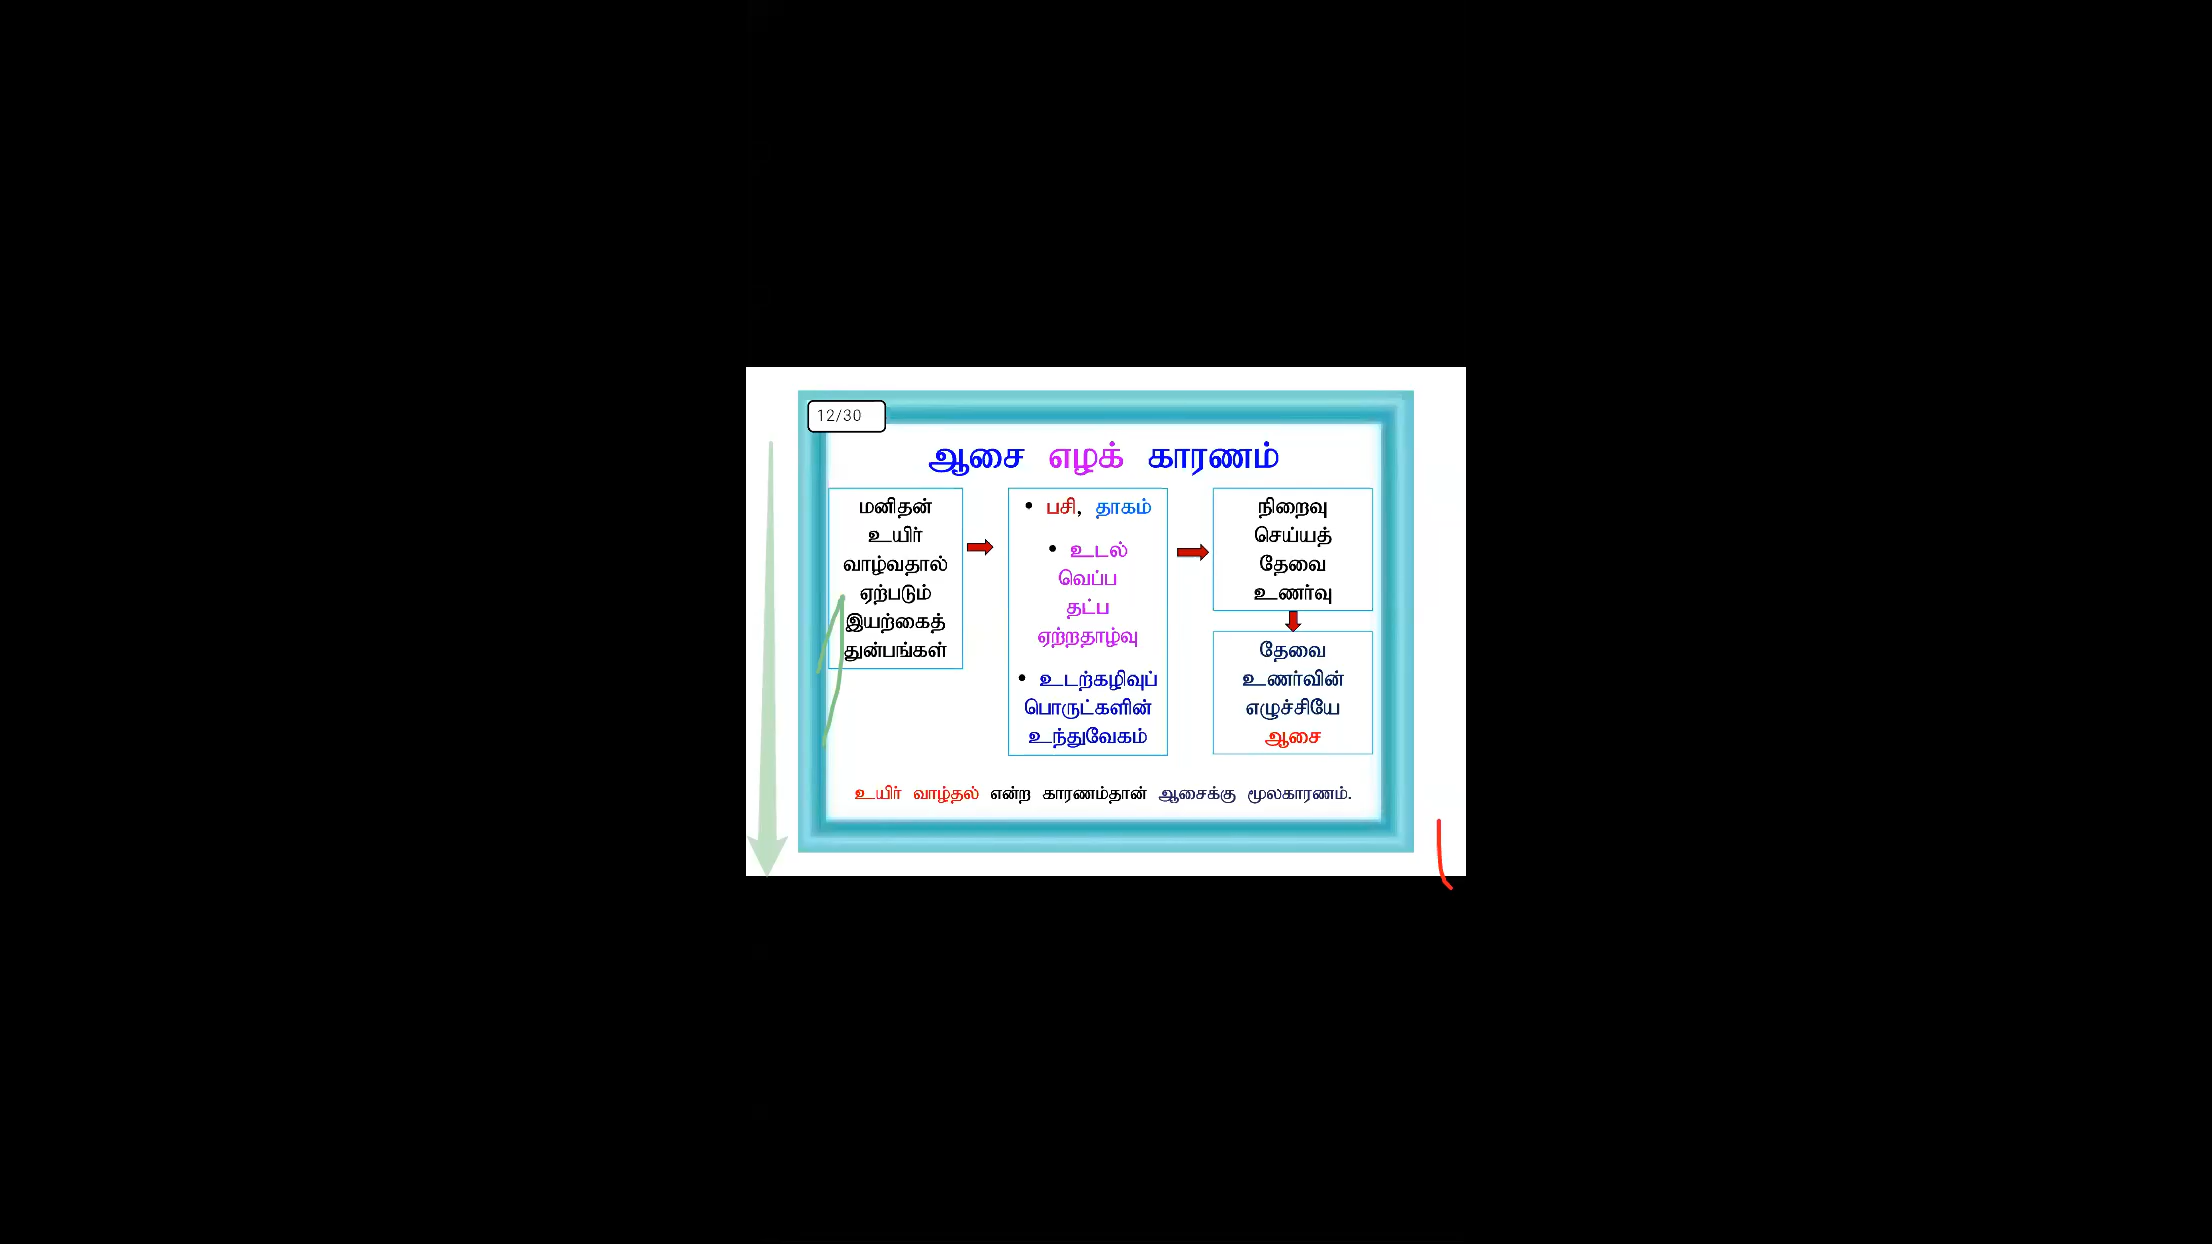 12/30
ஆசை எழக் காரணம்
மனிதன்
உயிர்
வாழ்வதால்
ஏற்படும்
இயற்கைத்
துன்பங்கள்
• பசி, தாகம்
• உடல்
வெப்ப
தட்ப
ஏற்றதாழ்வு
• உடற்கழிவுப்
பொருட்களின்
உந்துவேகம்
நிறைவு
செய்யத்
தேவை
உணர்வு
தேவை
உணர்வின்
எழுச்சியே
ஆசை
உயிர் வாழ்தல் என்ற காரணம்தான் ஆசைக்கு மூலகாரணம்.